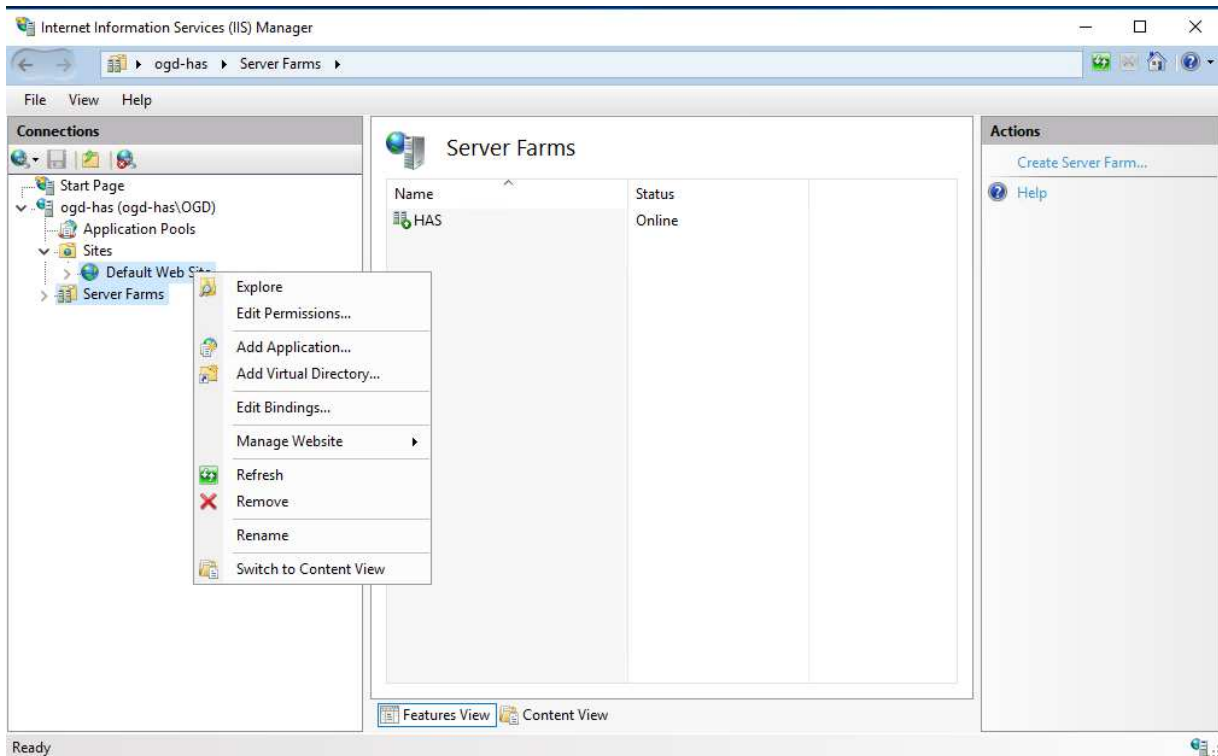 Internet Information Services (IIS) Manager
ogd-has Server Farms
File View Help
Connections
Start Page
ogd-has (ogd-has\OGD)
Application Pools
Sites
Default Web Site
Server Farms
Explore
Edit Permissions...
Add Application...
Add Virtual Directory...
Edit Bindings...
Manage Website
Refresh
Remove
Rename
Switch to Content View
Server Farms
Name Status
HAS Online
Features View Content View
Actions
Create Server Farm...
Help
Ready